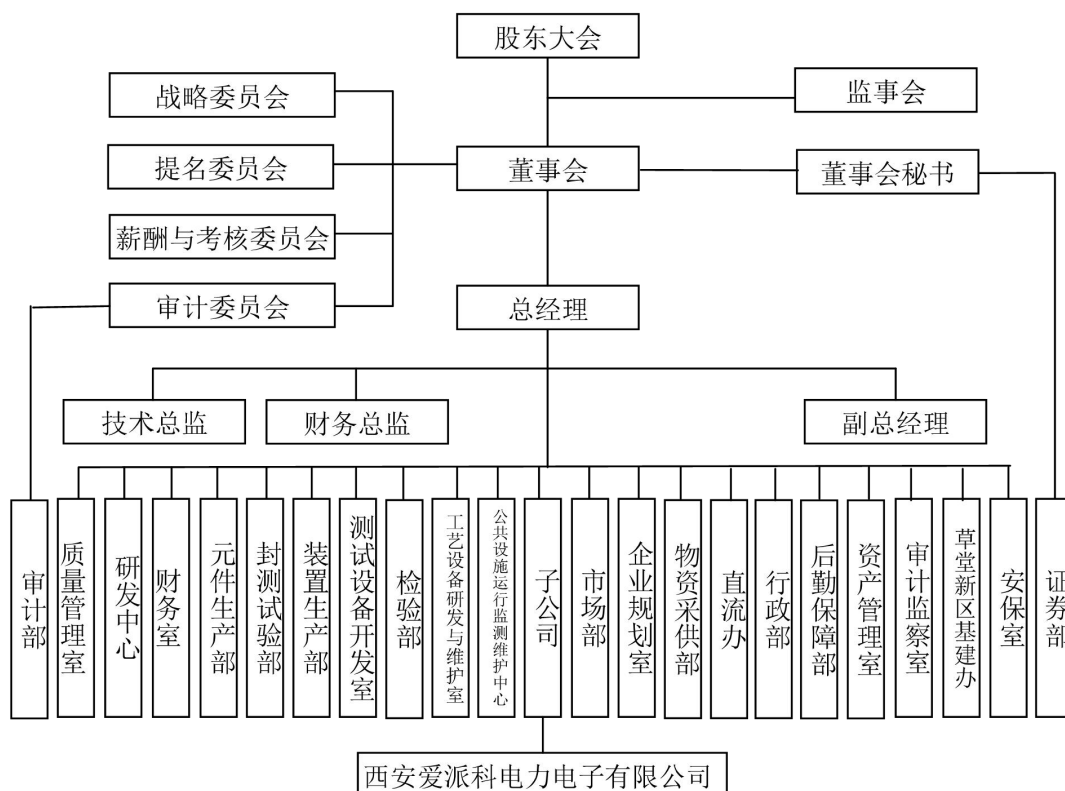 股东大会
战略委员会
监事会
提名委员会
董事会
董事会秘书
薪酬与考核委员会
审计委员会
总经理
技术总监
财务总监
副总经理
审计部
质量管理室
研发中心
财务室
元件生产部
封测试验部
装置生产部
测试设备开发室
检验部
工艺设备研发与维护室
公共设施运行监测维护中心
子公司
市场部
企业规划室
物资采供部
直流办
行政部
后勤保障部
资产管理室
审计监察室
草堂新区基建办
安保室
证券部
西安爱派科电力电子有限公司